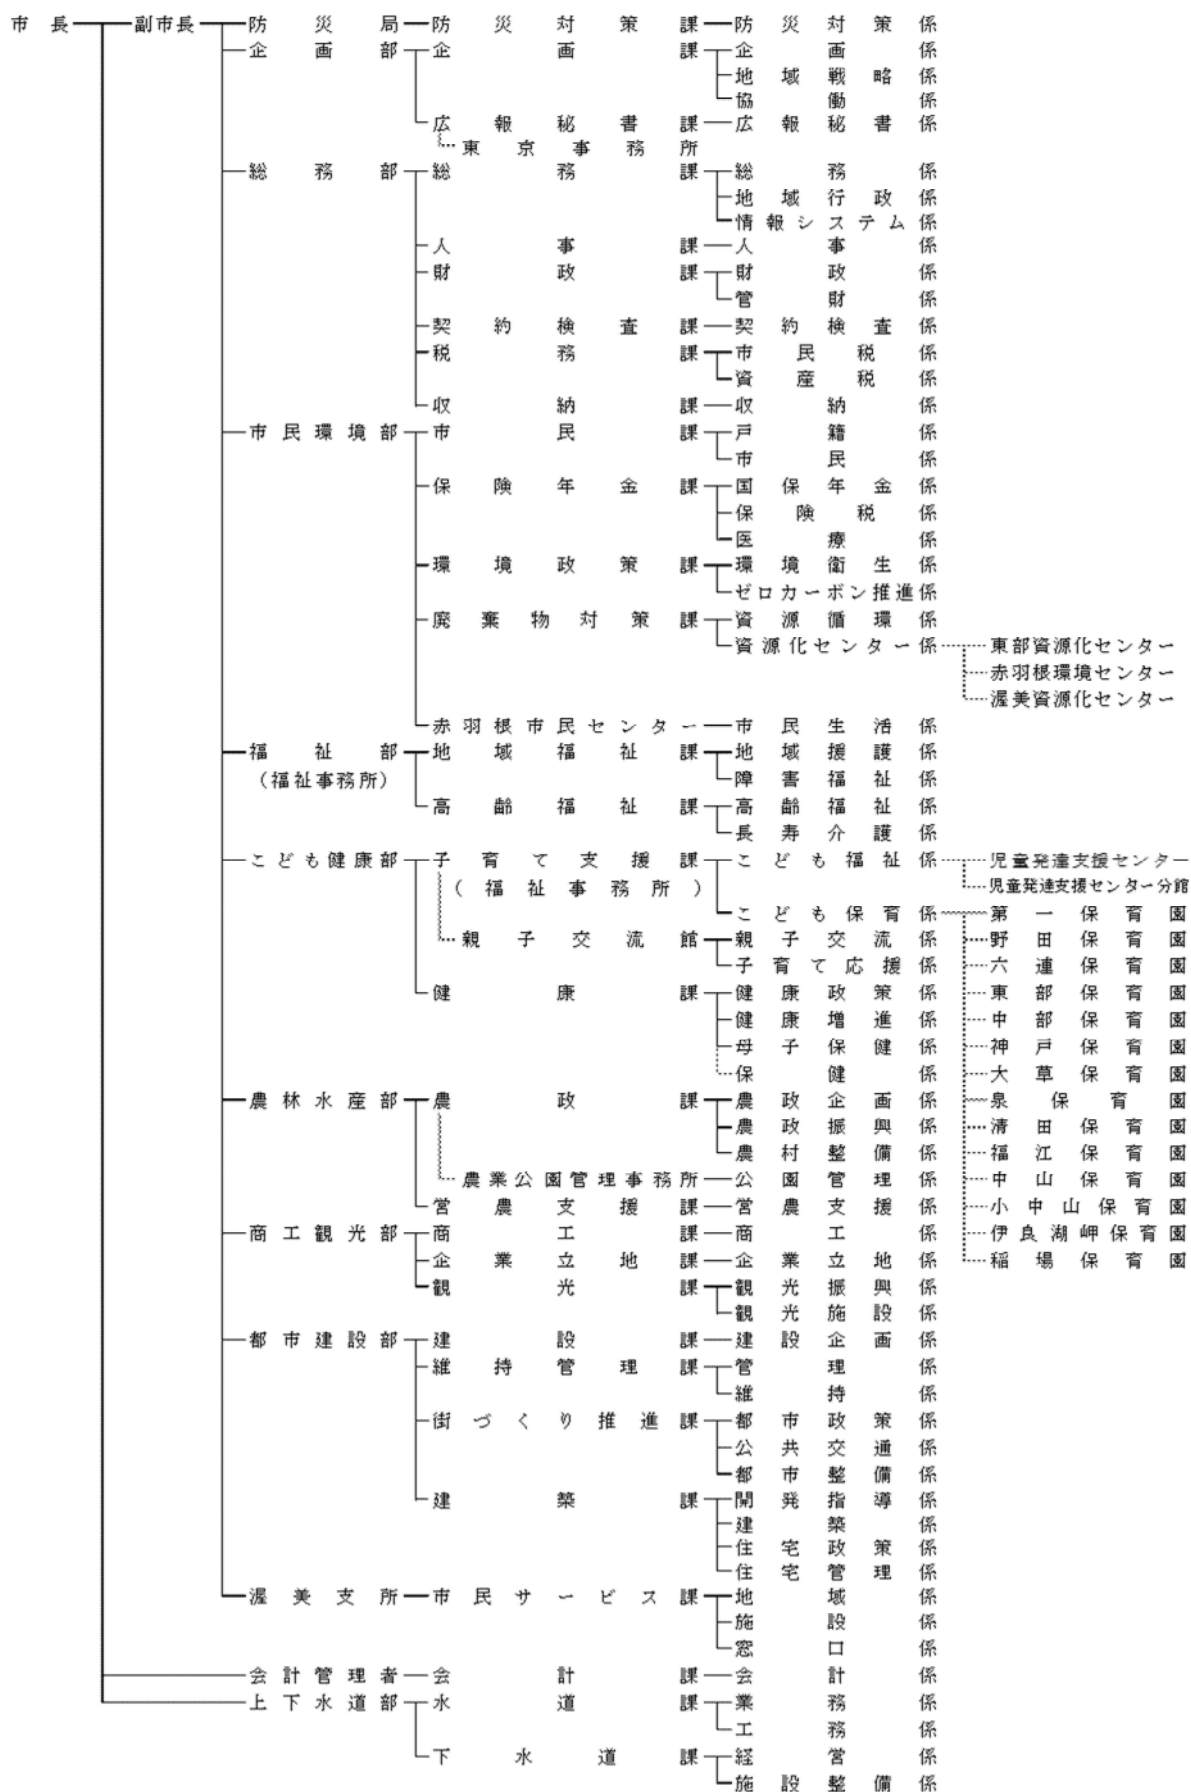 市長 副市長 防災局 防災対策課 防災対策係
企画部 企画課 企画係
地域戦略係
協働係
広報秘書課 広報秘書係
東京事務所
総務部 総務課 総務係
地域行政係
情報システム係
人事課 人事係
財政課 財政係
管財係
契約検査課 契約検査係
税務課 市民税係
資産税係
収納課 収納係
市民環境部 市民課 戸籍係
市民係
保険年金課 国保年金係
保険税係
医療係
環境政策課 環境衛生係
ゼロカーボン推進係
廃棄物対策課 資源循環係
資源化センター係 東部資源化センター
赤羽根環境センター
渥美資源化センター
赤羽根市民センター 市民生活係
福祉部 地域福祉課 地域援護係
(福祉事務所) 障害福祉係
高齢福祉課 高齢福祉係
長寿介護係
こども健康部 子育て支援課 こども福祉係 児童発達支援センター
(福祉事務所) 児童発達支援センター分館
こども保育係 第一保育園
親子交流館 親子交流係 野田保育園
子育て応援係 六連保育園
健康課 健康政策係 東部保育園
健康増進係 中部保育園
母子保健係 神戸保育園
保健係 大草保育園
農林水産部 農政課 農政企画係 泉保育園
農政振興係 清田保育園
農村整備係 福江保育園
農業公園管理事務所 公園管理係 中山保育園
営農支援課 営農支援係 小中山保育園
商工観光部 商工課 商工係 伊良湖岬保育園
企業立地課 企業立地係 稲場保育園
観光課 観光振興係
観光施設係
都市建設部 建設課 建設企画係
維持管理課 管理係
維持係
街づくり推進課 都市政策係
公共交通係
都市整備係
建築課 開発指導係
建築係
住宅政策係
住宅管理係
渥美支所 市民サービス課 地域係
施設係
窓口係
会計管理者 会計課 会計係
上下水道部 水道課 業務係
工務係
下水道課 経営係
施設整備係